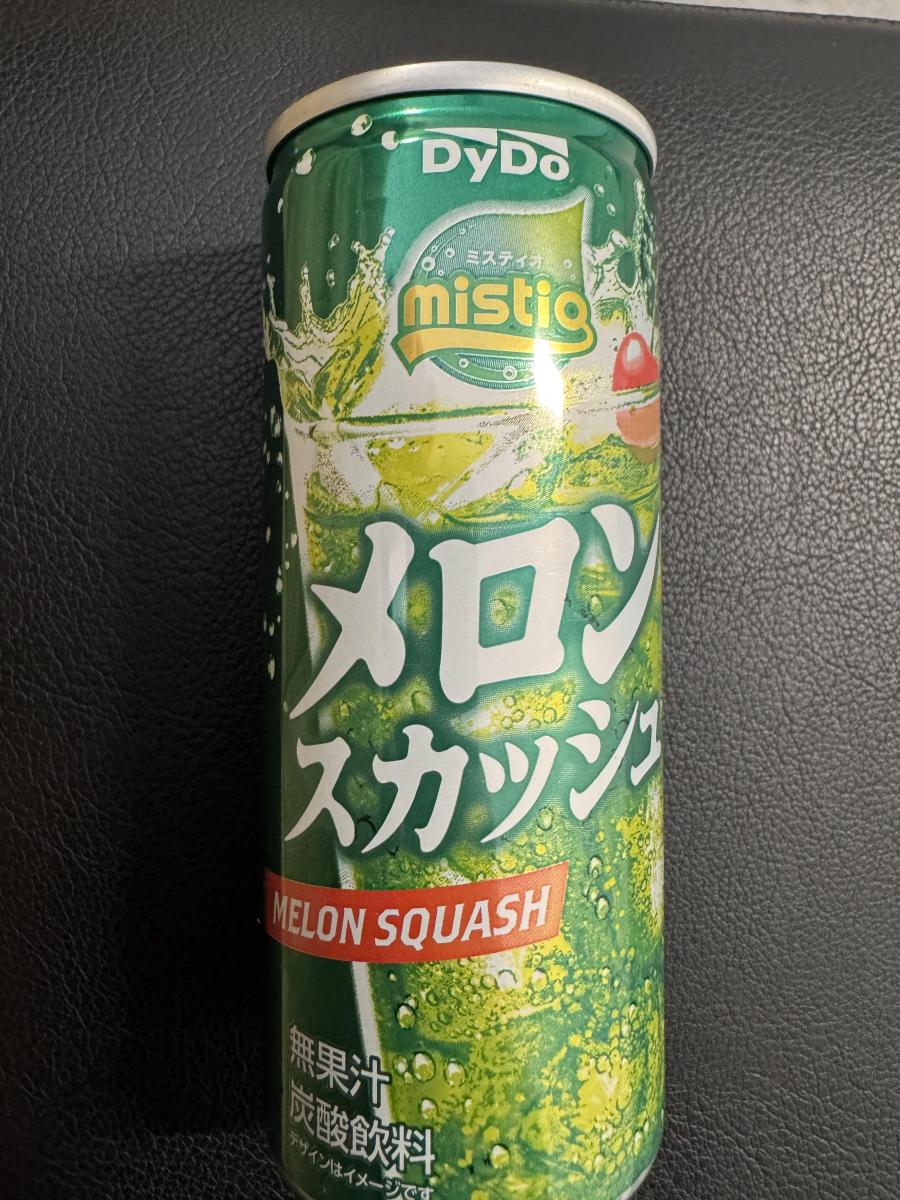 DyDo
ミスティオ
mistio
メロン
スカッシュ
MELON SQUASH
無果汁
炭酸飲料
デザインはイメージです